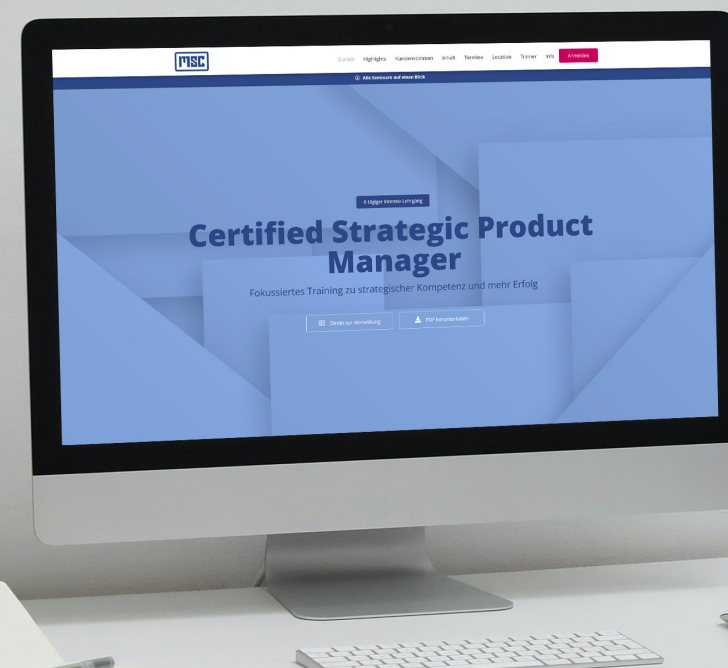 MSC
Zurück Highlights Kundenstimmen Inhalt Termine Location Trainer Info Anmelden
Alle Seminare auf einen Blick
6 tägiger Intensiv-Lehrgang
Certified Strategic Product
Manager
Fokussiertes Training zu strategischer Kompetenz und mehr Erfolg
Direkt zur Anmeldung PDF herunterladen